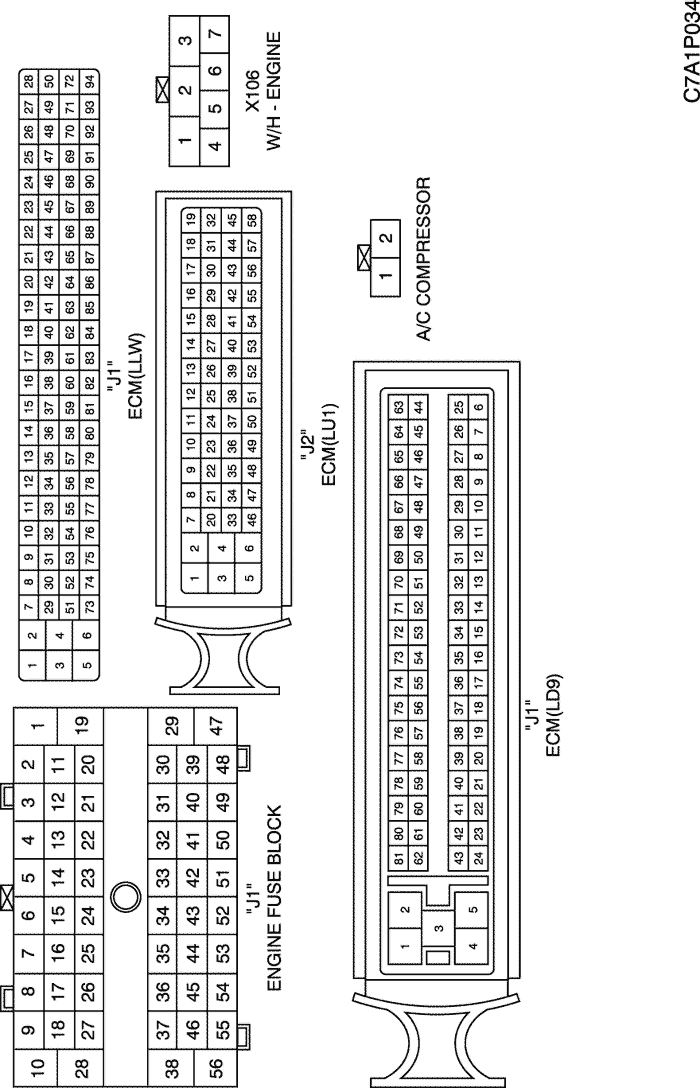 10 9 8 7 6 5 4 3 2 1
18 17 16 15 14 13 12 11
28 27 26 25 24 23 22 21 20 19
38 37 36 35 34 33 32 31 30 29
46 45 44 43 42 41 40 39
56 55 54 53 52 51 50 49 48 47
"J1"
ENGINE FUSE BLOCK
1 2 7 8 9 10 11 12 13 14 15 16 17 18 19 20 21 22 23 24 25 26 27 28
29 30 31 32 33 34 35 36 37 38 39 40 41 42 43 44 45 46 47 48 49 50
3 4 51 52 53 54 55 56 57 58 59 60 61 62 63 64 65 66 67 68 69 70 71 72
5 6 73 74 75 76 77 78 79 80 81 82 83 84 85 86 87 88 89 90 91 92 93 94
"J1"
ECM(LLW)
1 2 7 8 9 10 11 12 13 14 15 16 17 18 19
20 21 22 23 24 25 26 27 28 29 30 31 32
3 4 33 34 35 36 37 38 39 40 41 42 43 44 45
5 6 46 47 48 49 50 51 52 53 54 55 56 57 58
"J2"
ECM(LU1)
1 2 3
4 5 6 7
X106
W/H - ENGINE
1 2 81 80 79 78 77 76 75 74 73 72 71 70 69 68 67 66 65 64 63
62 61 60 59 58 57 56 55 54 53 52 51 50 49 48 47 46 45 44
3
43 42 41 40 39 38 37 36 35 34 33 32 31 30 29 28 27 26 25
4 5 24 23 22 21 20 19 18 17 16 15 14 13 12 11 10 9 8 7 6
"J1"
ECM(LD9)
1 2
A/C COMPRESSOR
C7A1P034